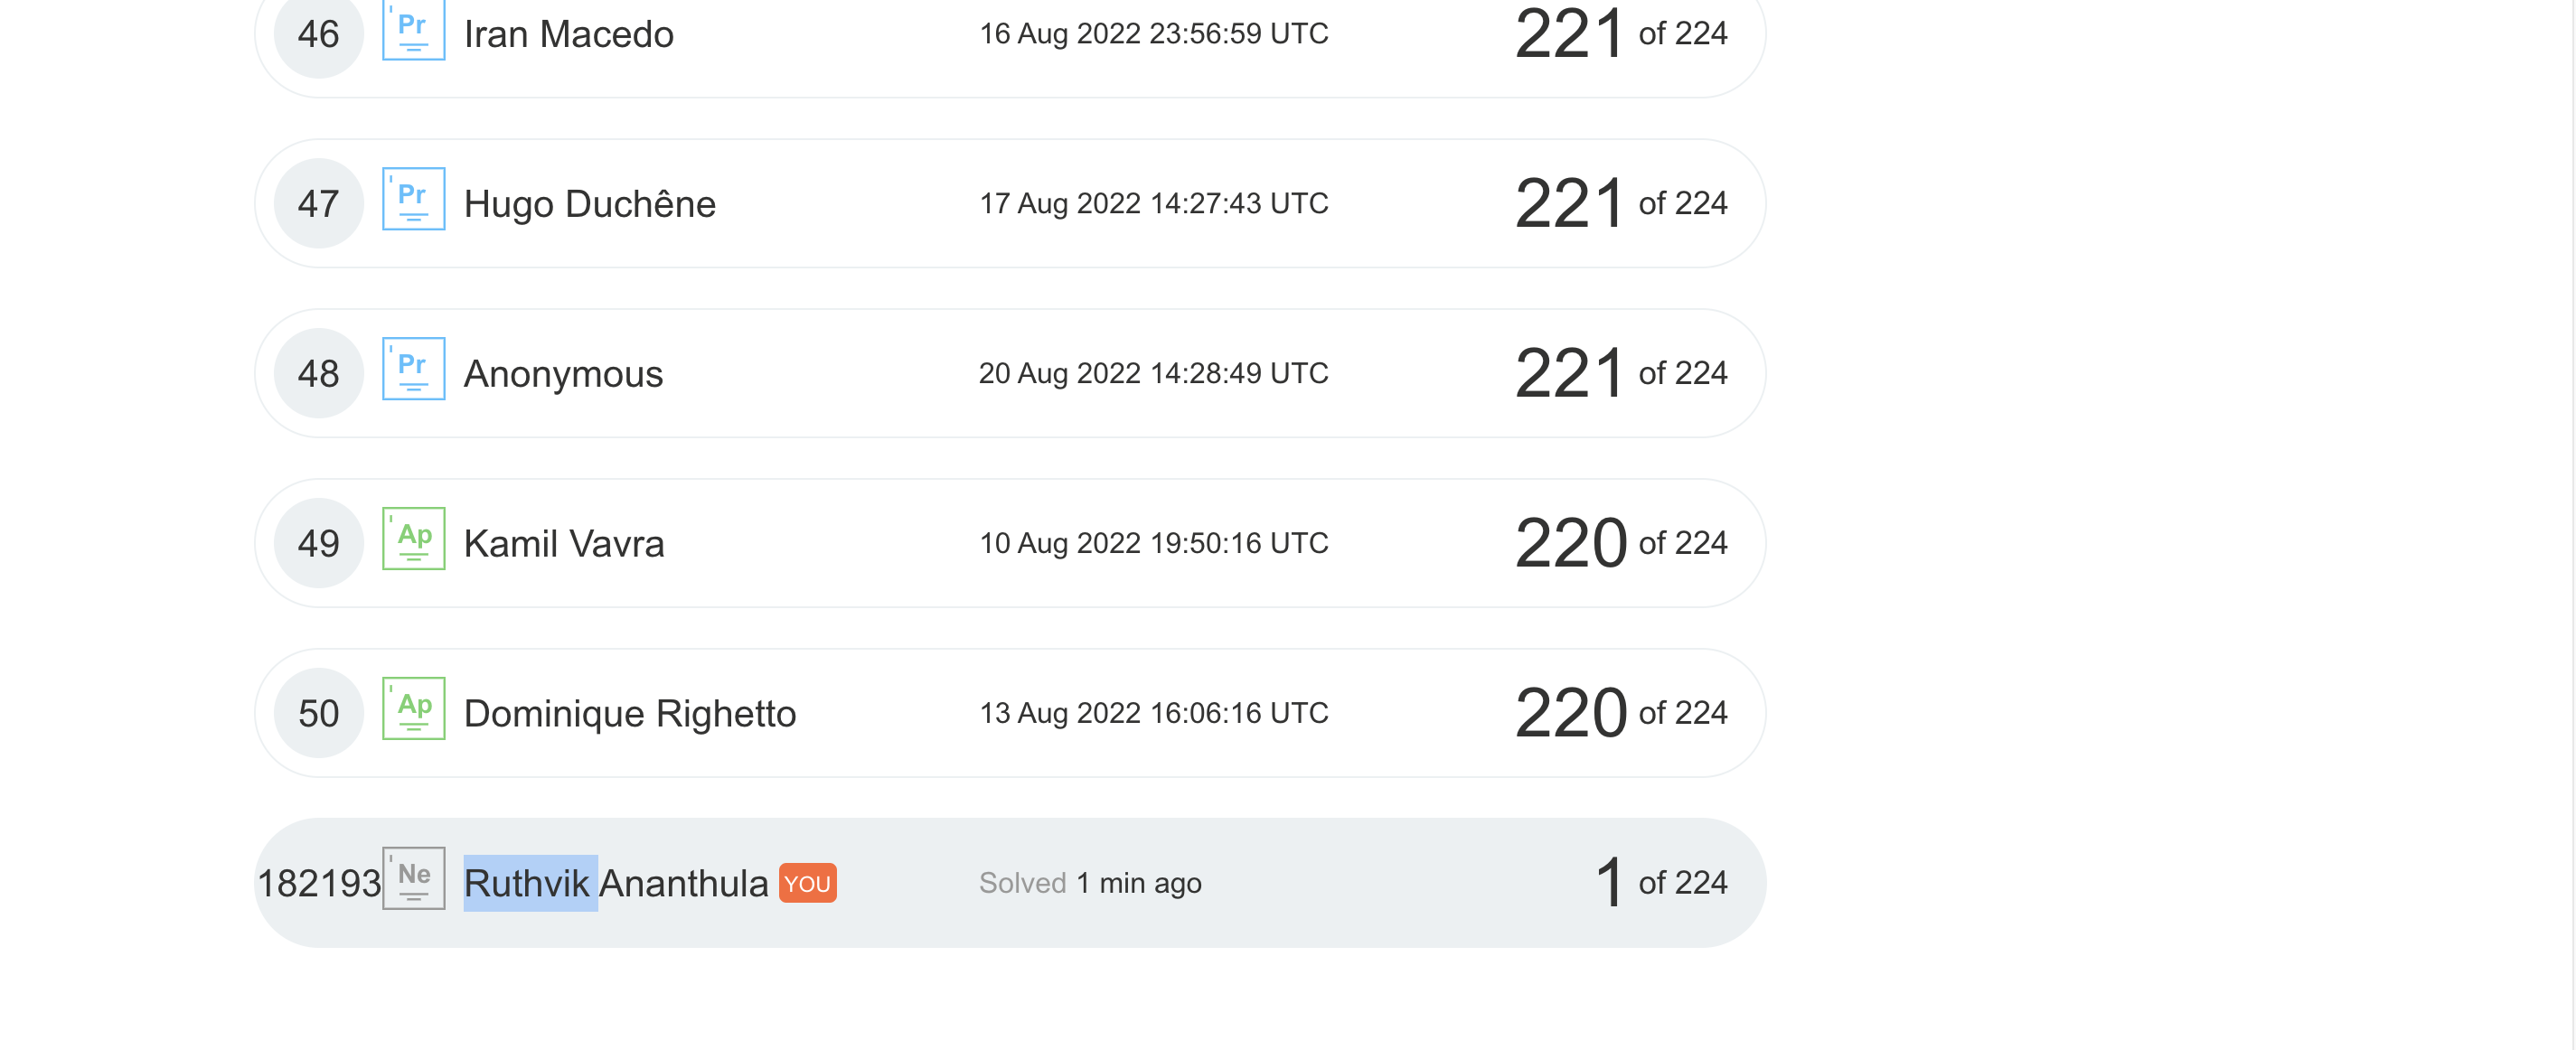 46 Pr Iran Macedo 16 Aug 2022 23:56:59 UTC 221 of 224
47 Pr Hugo Duchêne 17 Aug 2022 14:27:43 UTC 221 of 224
48 Pr Anonymous 20 Aug 2022 14:28:49 UTC 221 of 224
49 Ap Kamil Vavra 10 Aug 2022 19:50:16 UTC 220 of 224
50 Ap Dominique Righetto 13 Aug 2022 16:06:16 UTC 220 of 224
182193 Ne Ruthvik Ananthula YOU Solved 1 min ago 1 of 224